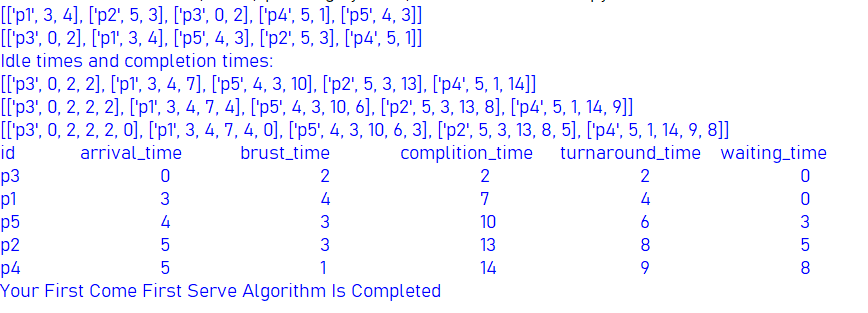 [['p1', 3, 4], ['p2', 5, 3], ['p3', 0, 2], ['p4', 5, 1], ['p5', 4, 3]]
[['p3', 0, 2], ['p1', 3, 4], ['p5', 4, 3], ['p2', 5, 3], ['p4', 5, 1]]
Idle times and completion times:
[['p3', 0, 2, 2], ['p1', 3, 4, 7], ['p5', 4, 3, 10], ['p2', 5, 3, 13], ['p4', 5, 1, 14]]
[['p3', 0, 2, 2, 2], ['p1', 3, 4, 7, 4], ['p5', 4, 3, 10, 6], ['p2', 5, 3, 13, 8], ['p4', 5, 1, 14, 9]]
[['p3', 0, 2, 2, 2, 0], ['p1', 3, 4, 7, 4, 0], ['p5', 4, 3, 10, 6, 3], ['p2', 5, 3, 13, 8, 5], ['p4', 5, 1, 14, 9, 8]]
id arrival_time brust_time complition_time turnaround_time waiting_time
p3 0 2 2 2 0
p1 3 4 7 4 0
p5 4 3 10 6 3
p2 5 3 13 8 5
p4 5 1 14 9 8
Your First Come First Serve Algorithm Is Completed